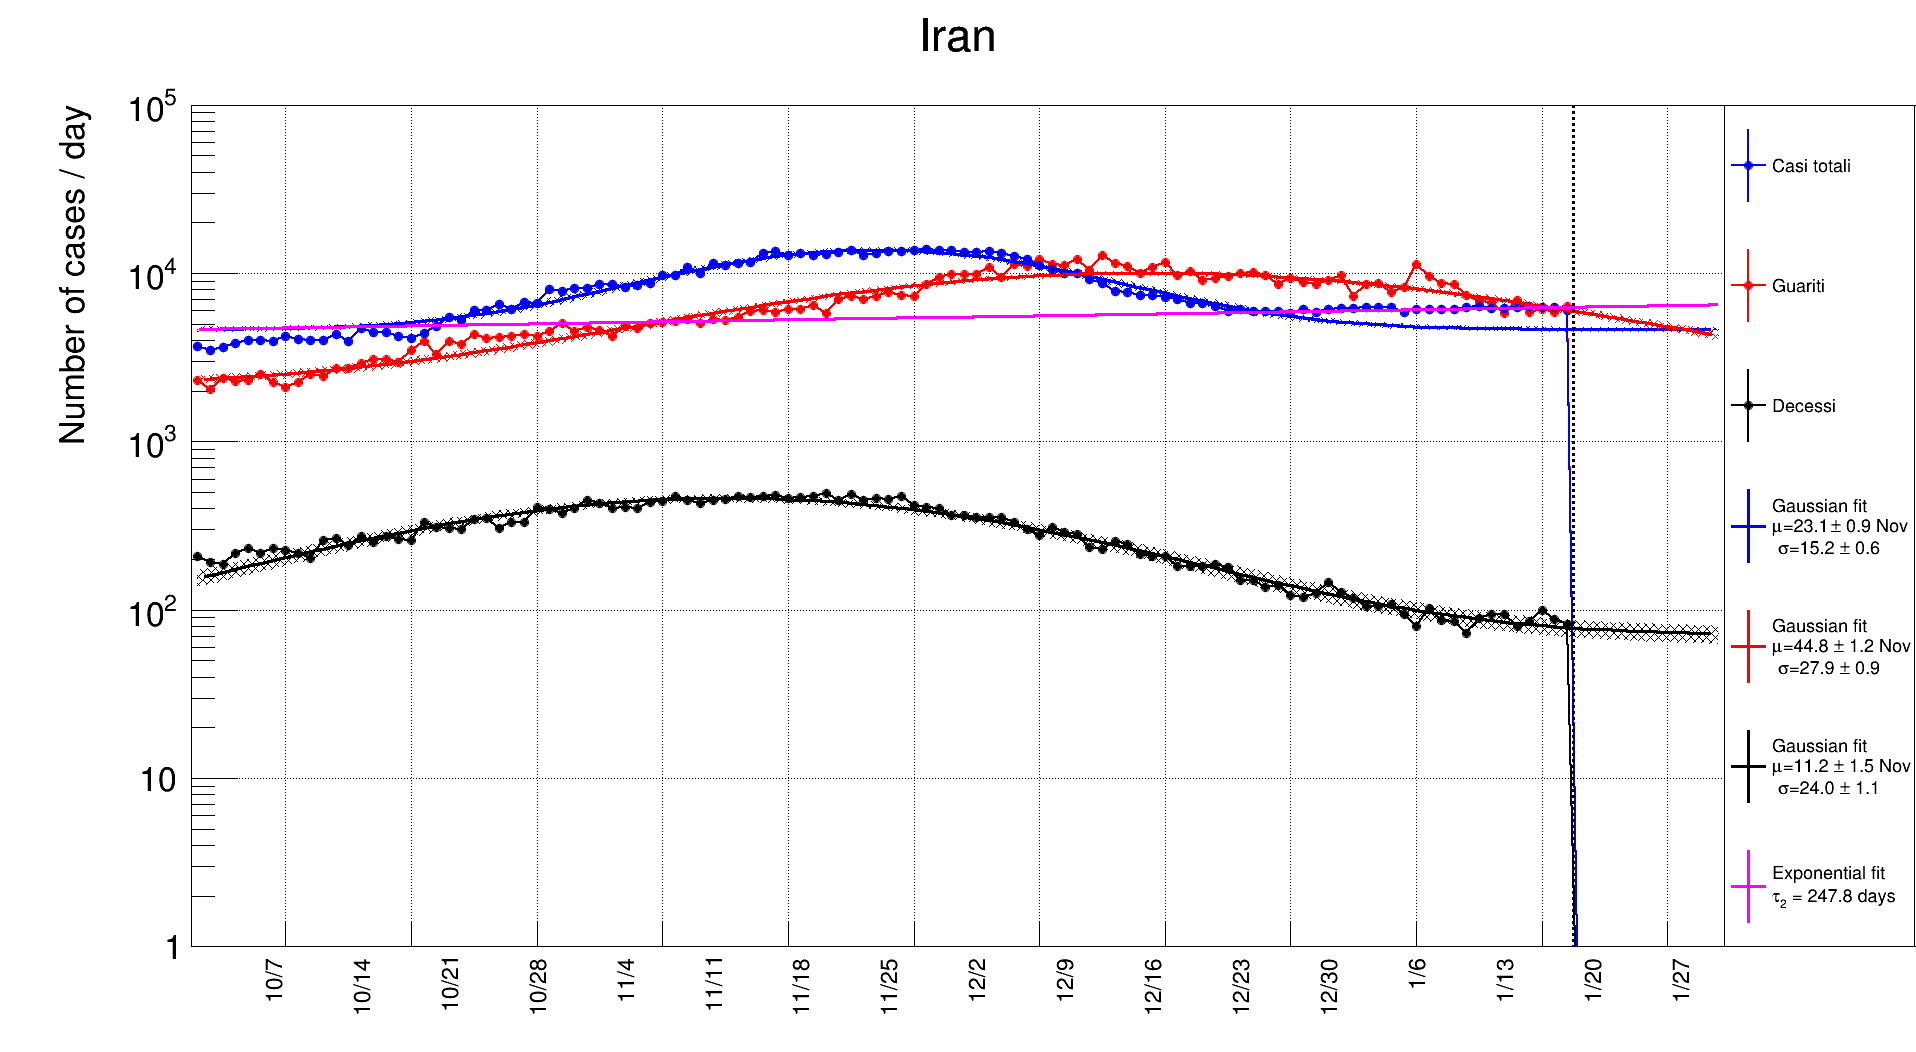 Iran
Number of cases / day
10^5
10^4
10^3
10^2
10
1
10/7
10/14
10/21
10/28
11/4
11/11
11/18
11/25
12/2
12/9
12/16
12/23
12/30
1/6
1/13
1/20
1/27
Casi totali
Guariti
Decessi
Gaussian fit
μ=23.1 ± 0.9 Nov
σ=15.2 ± 0.6
Gaussian fit
μ=44.8 ± 1.2 Nov
σ=27.9 ± 0.9
Gaussian fit
μ=11.2 ± 1.5 Nov
σ=24.0 ± 1.1
Exponential fit
τ₂ = 247.8 days